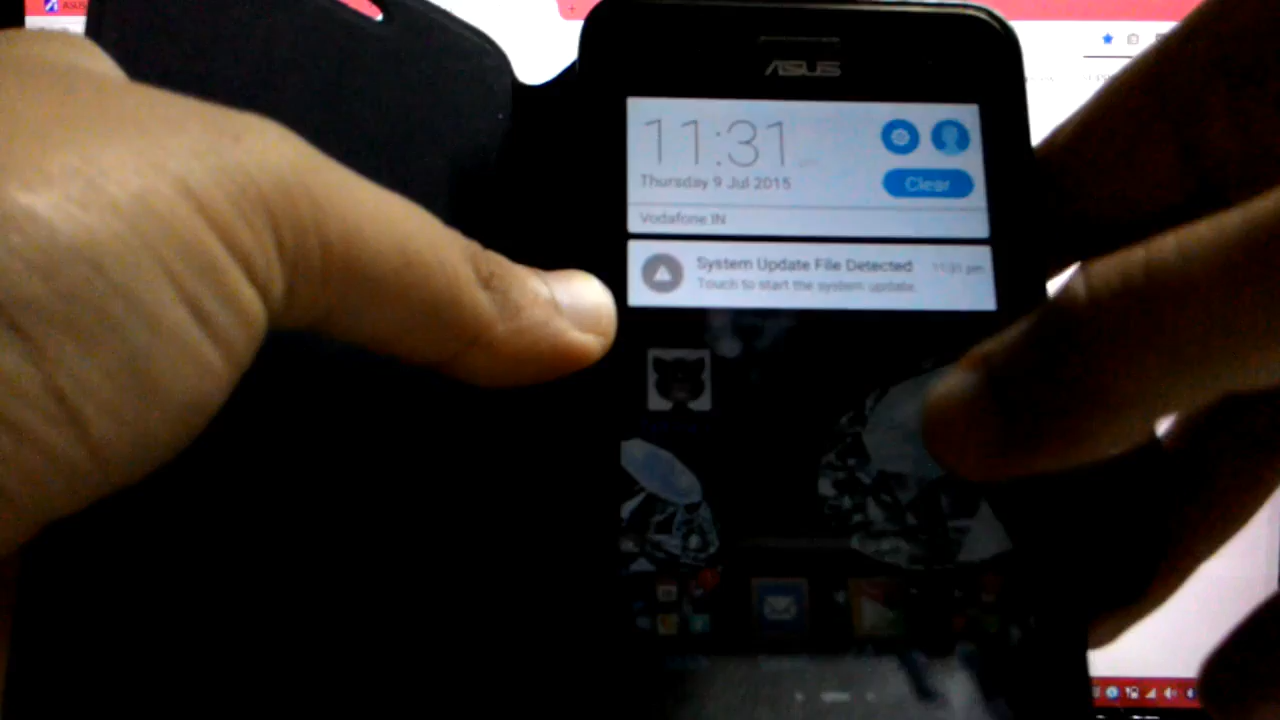 ASUS
ASUS
11:31
Thursday 9 Jul 2015
Clear
Vodafone IN
System Update File Detected
Touch to start the system update.